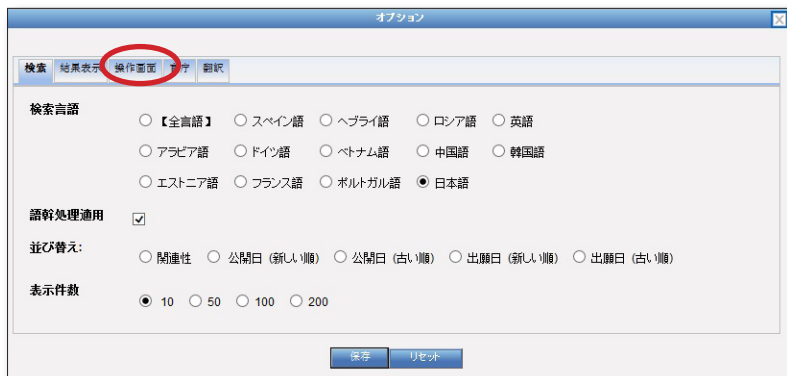 オプション
検索 結果表示 操作画面 官庁 翻訳
検索言語
【全言語】 スペイン語 ヘブライ語 ロシア語 英語
アラビア語 ドイツ語 ベトナム語 中国語 韓国語
エストニア語 フランス語 ポルトガル語 日本語
語幹処理適用
並び替え:
関連性 公開日 (新しい順) 公開日 (古い順) 出願日 (新しい順) 出願日 (古い順)
表示件数
10 50 100 200
保存 リセット